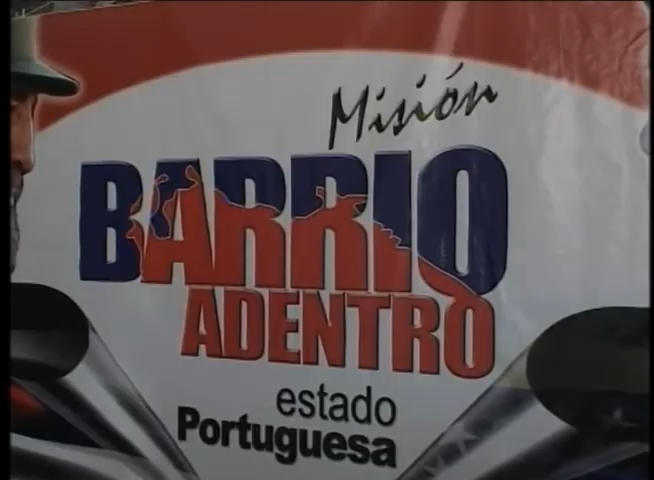 Misión
BARRIO
ADENTRO
estado
Portuguesa